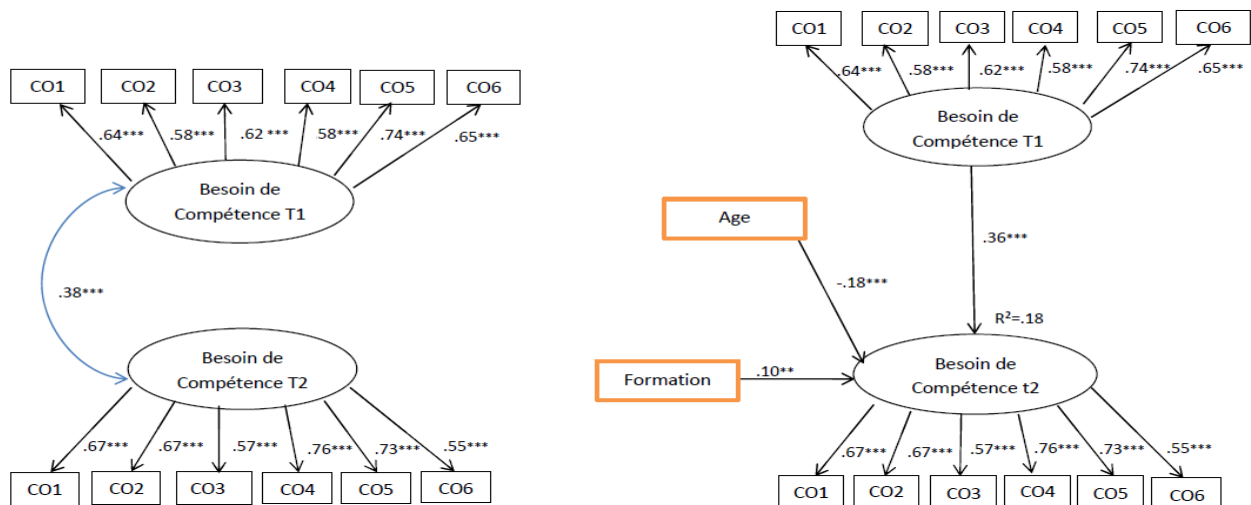 CO1 CO2 CO3 CO4 CO5 CO6
.64*** .58*** .62 *** 58*** .74*** .65***
Besoin de
Compétence T1
.38***
Besoin de
Compétence T2
.67*** .67*** .57*** .76*** .73*** .55***
CO1 CO2 CO3 CO4 CO5 CO6
CO1 CO2 CO3 CO4 CO5 CO6
.64*** .58*** .62*** .58*** .74*** .65***
Besoin de
Compétence T1
Age
.36***
-.18***
R²=.18
Formation
.10**
Besoin de
Compétence t2
.67*** .67*** .57*** .76*** .73*** .55***
CO1 CO2 CO3 CO4 CO5 CO6